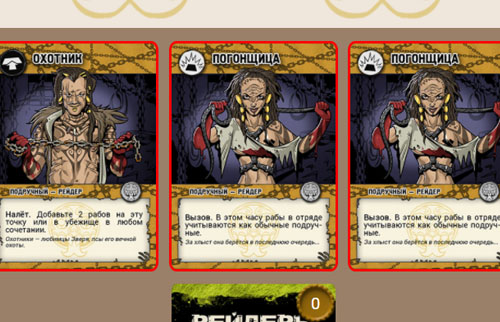 ОХОТНИК
ПОДРУЧНЫЙ – РЕЙДЕР
Налёт. Добавьте 2 рабов на эту
точку или в убежище в любом
сочетании.
Охотники – любимцы Зверя, псы его вечной
охоты.
ПОГОНЩИЦА
ПОДРУЧНЫЙ – РЕЙДЕР
Вызов. В этом часу рабы в отряде
учитываются как обычные подруч-
ные.
За хлыст она берётся в последнюю очередь...
ПОГОНЩИЦА
ПОДРУЧНЫЙ – РЕЙДЕР
Вызов. В этом часу рабы в отряде
учитываются как обычные подруч-
ные.
За хлыст она берётся в последнюю очередь...
0